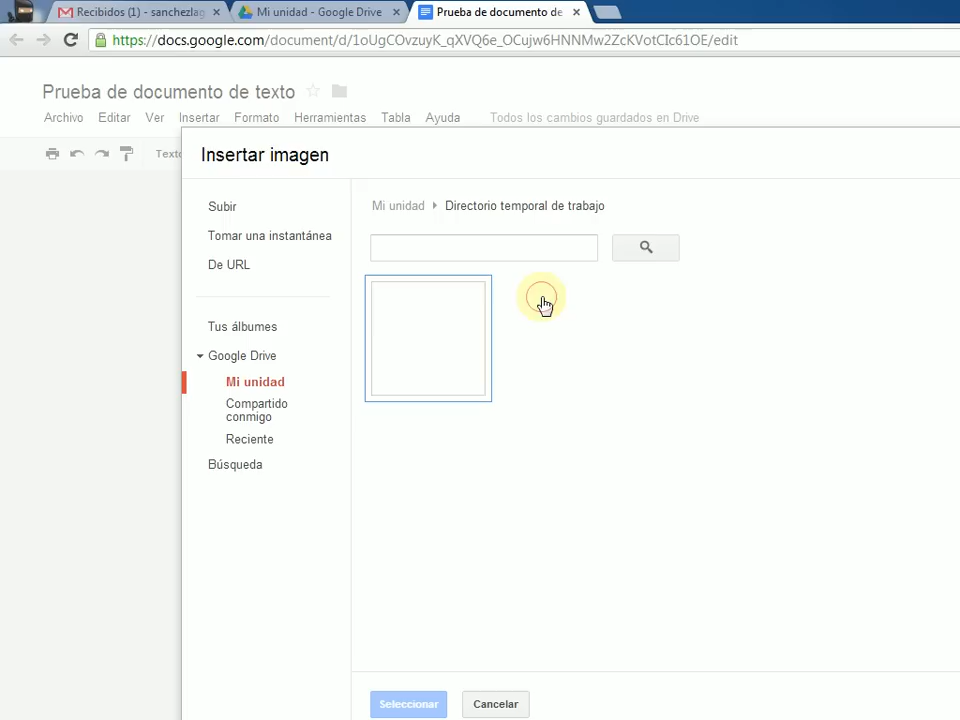 Recibidos (1) - sanchezlag
Mi unidad - Google Drive
Prueba de documento de
https://docs.google.com/document/d/1oUgCOvzuyK_qXVQ6e_OCujw6HNNMw2ZcKVotCIc61OE/edit
Prueba de documento de texto
Archivo Editar Ver Insertar Formato Herramientas Tabla Ayuda Todos los cambios guardados en Drive
Texto
Insertar imagen
Subir
Tomar una instantánea
De URL
Tus álbumes
Google Drive
Mi unidad
Compartido
conmigo
Reciente
Búsqueda
Mi unidad Directorio temporal de trabajo
Seleccionar Cancelar